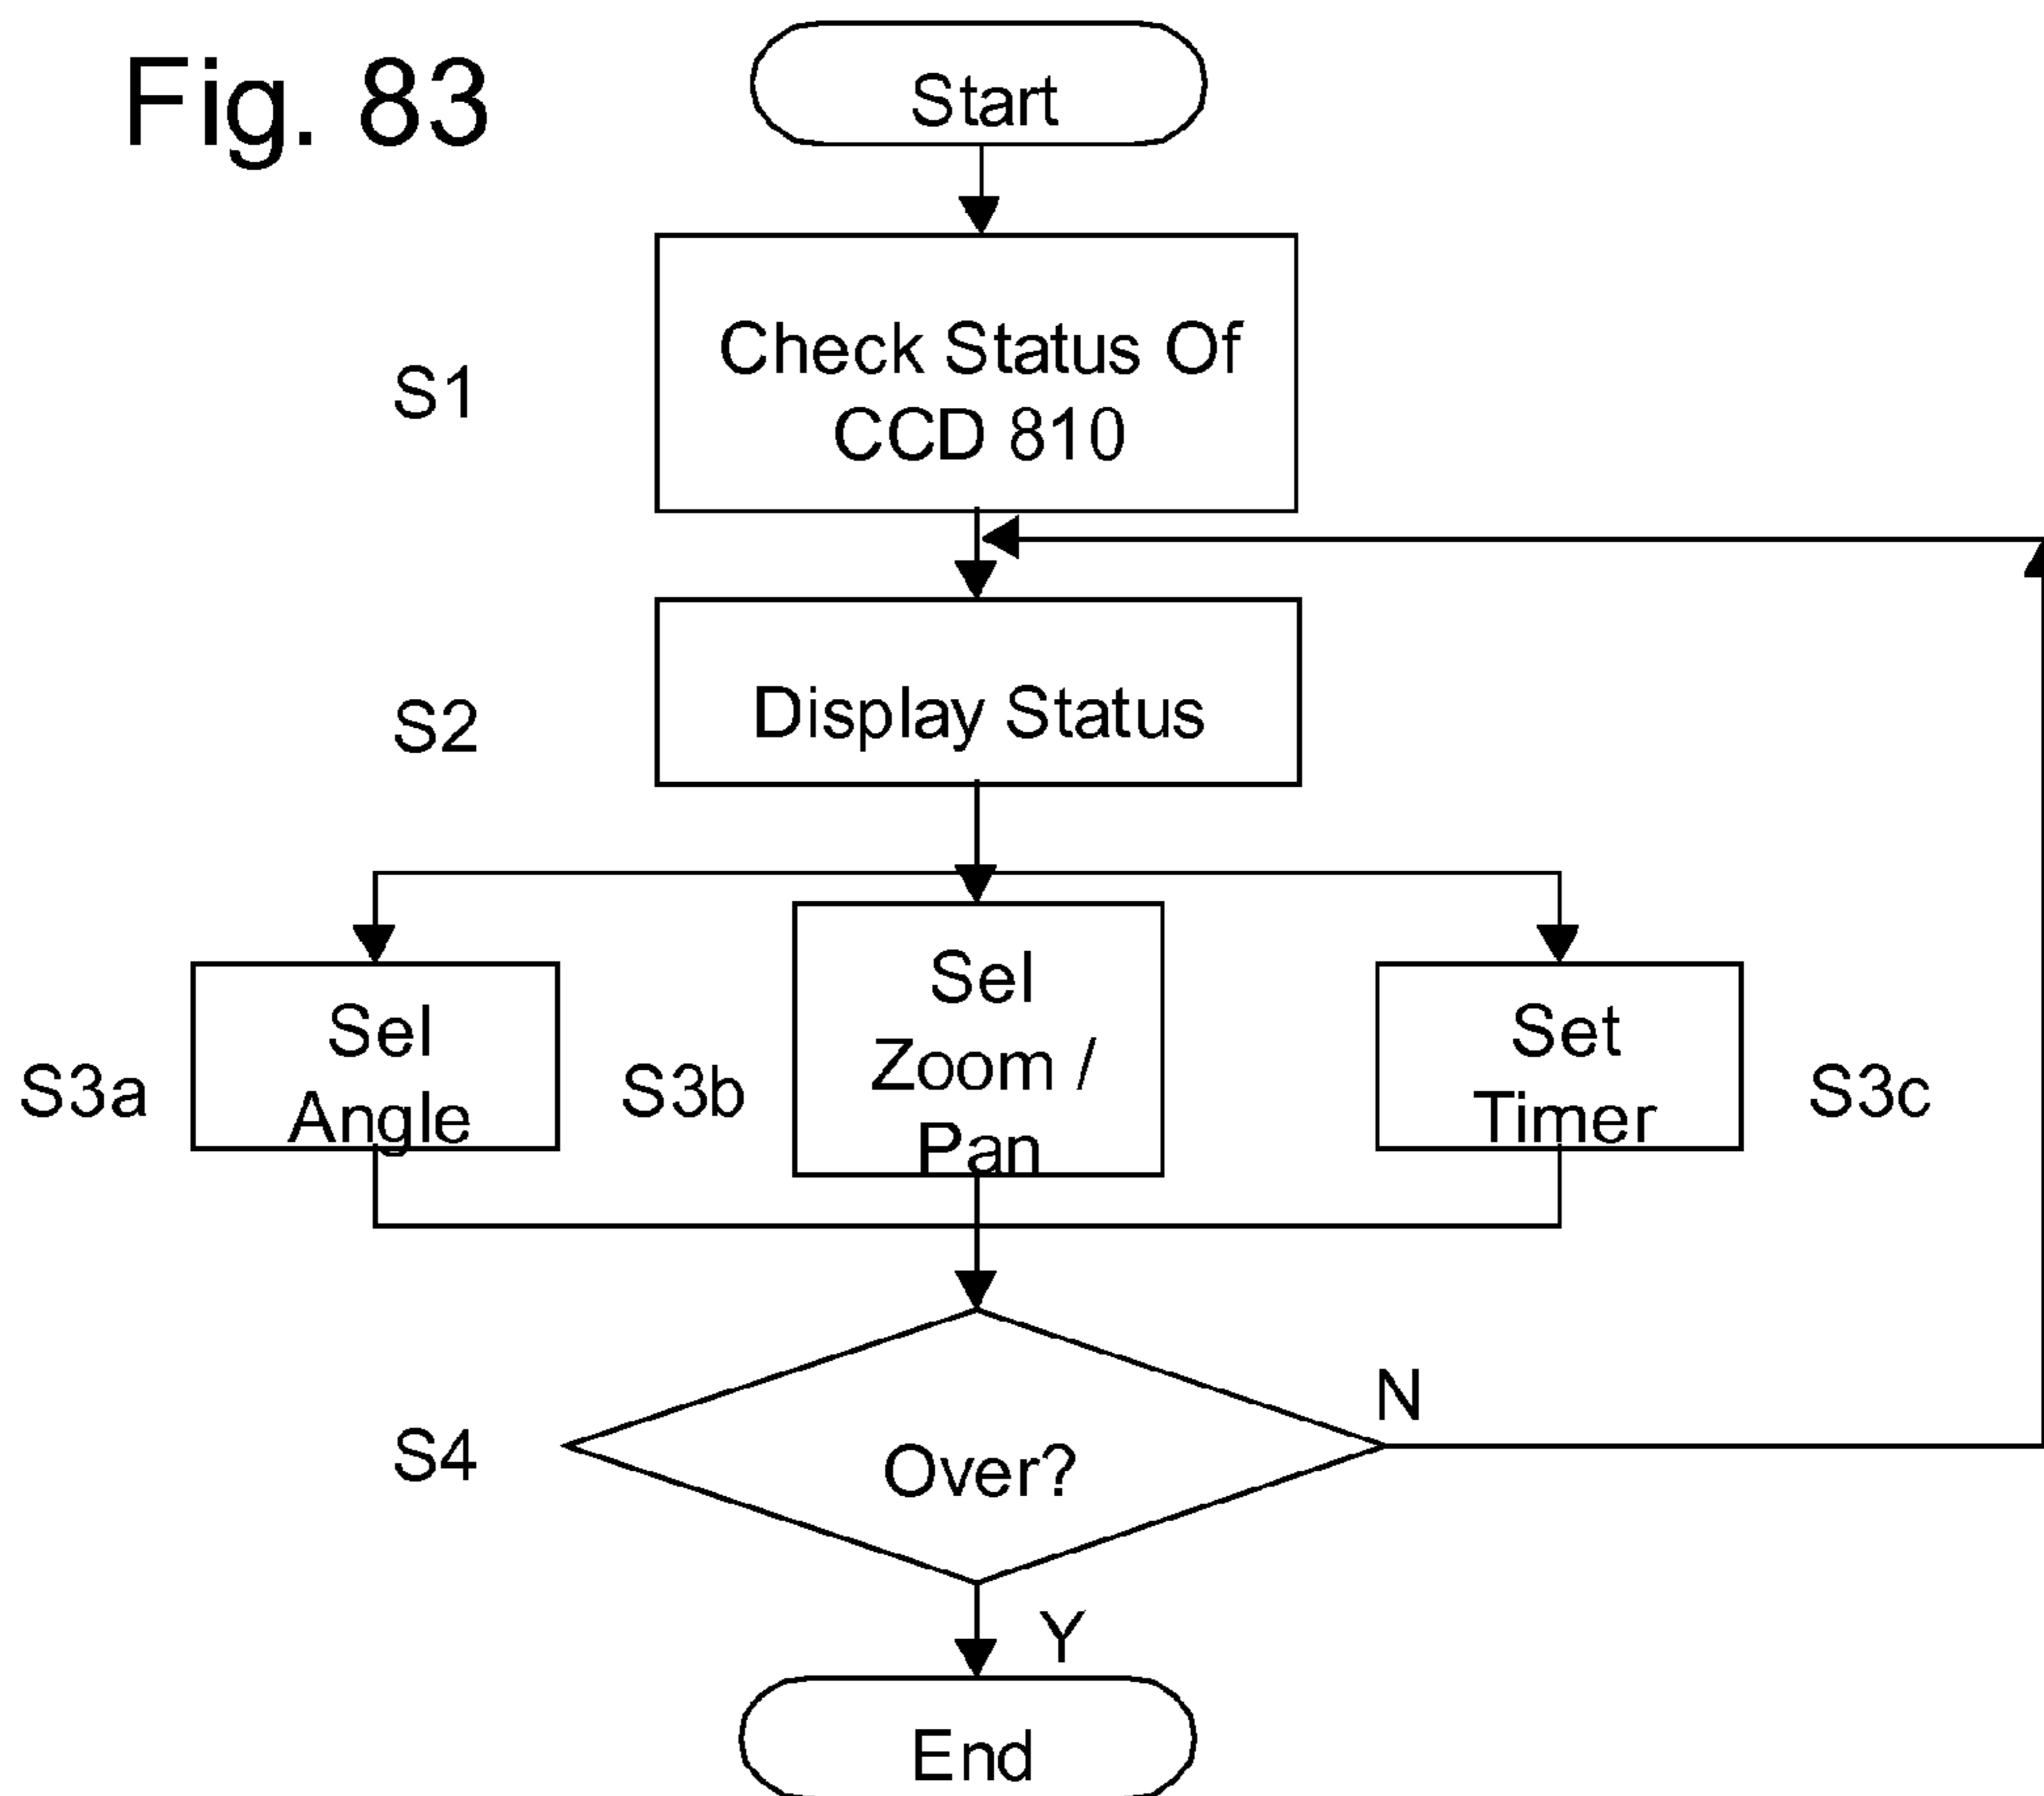 Fig. 83
Start
S1
Check Status Of
CCD 810
S2
Display Status
S3a
Sel
Angle
S3b
Sel
Zoom /
Pan
Set
Timer
S3c
S4
Over?
N
Y
End